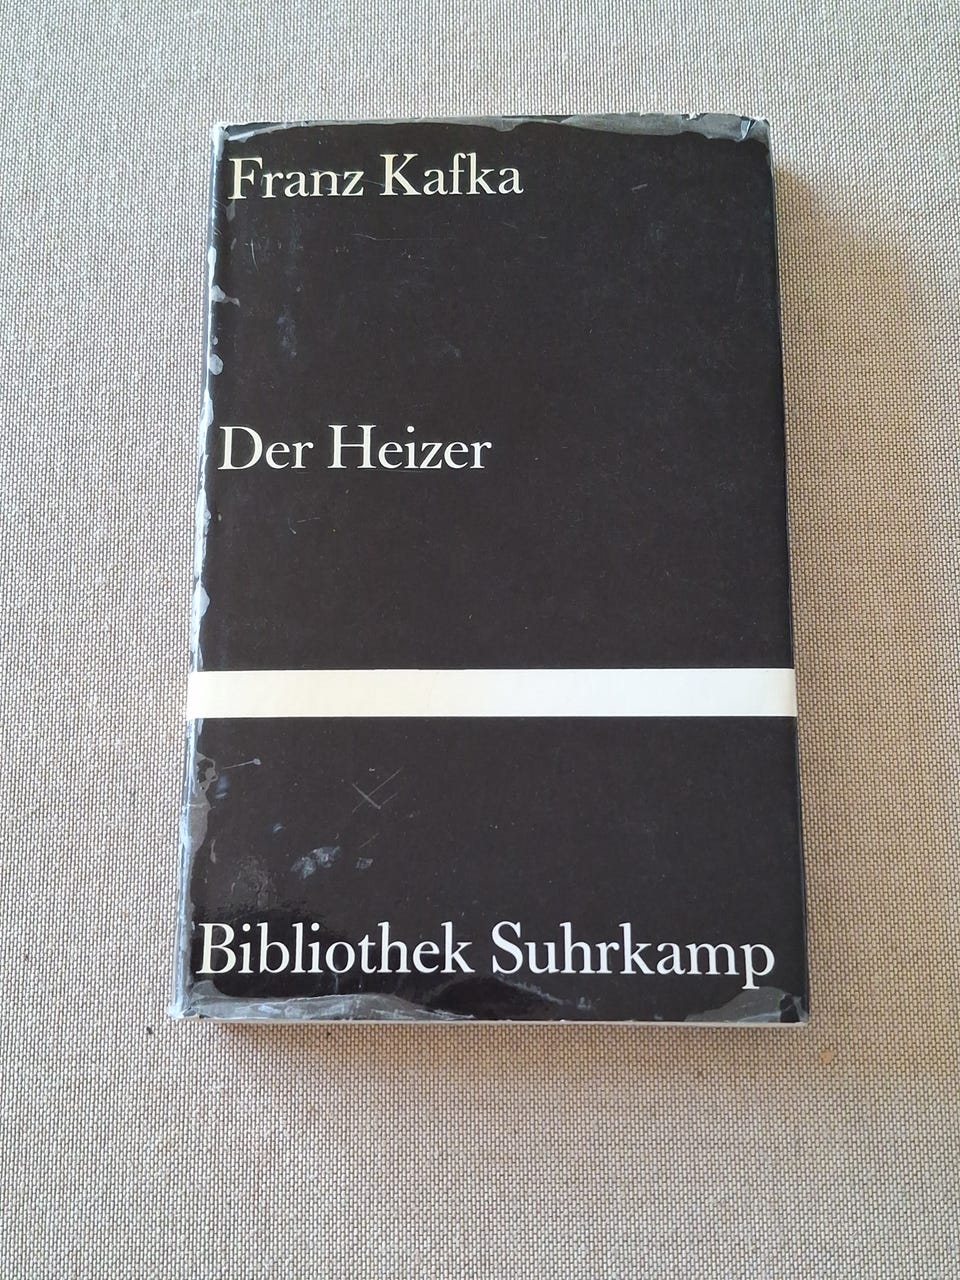 Franz Kafka
Der Heizer
Bibliothek Suhrkamp